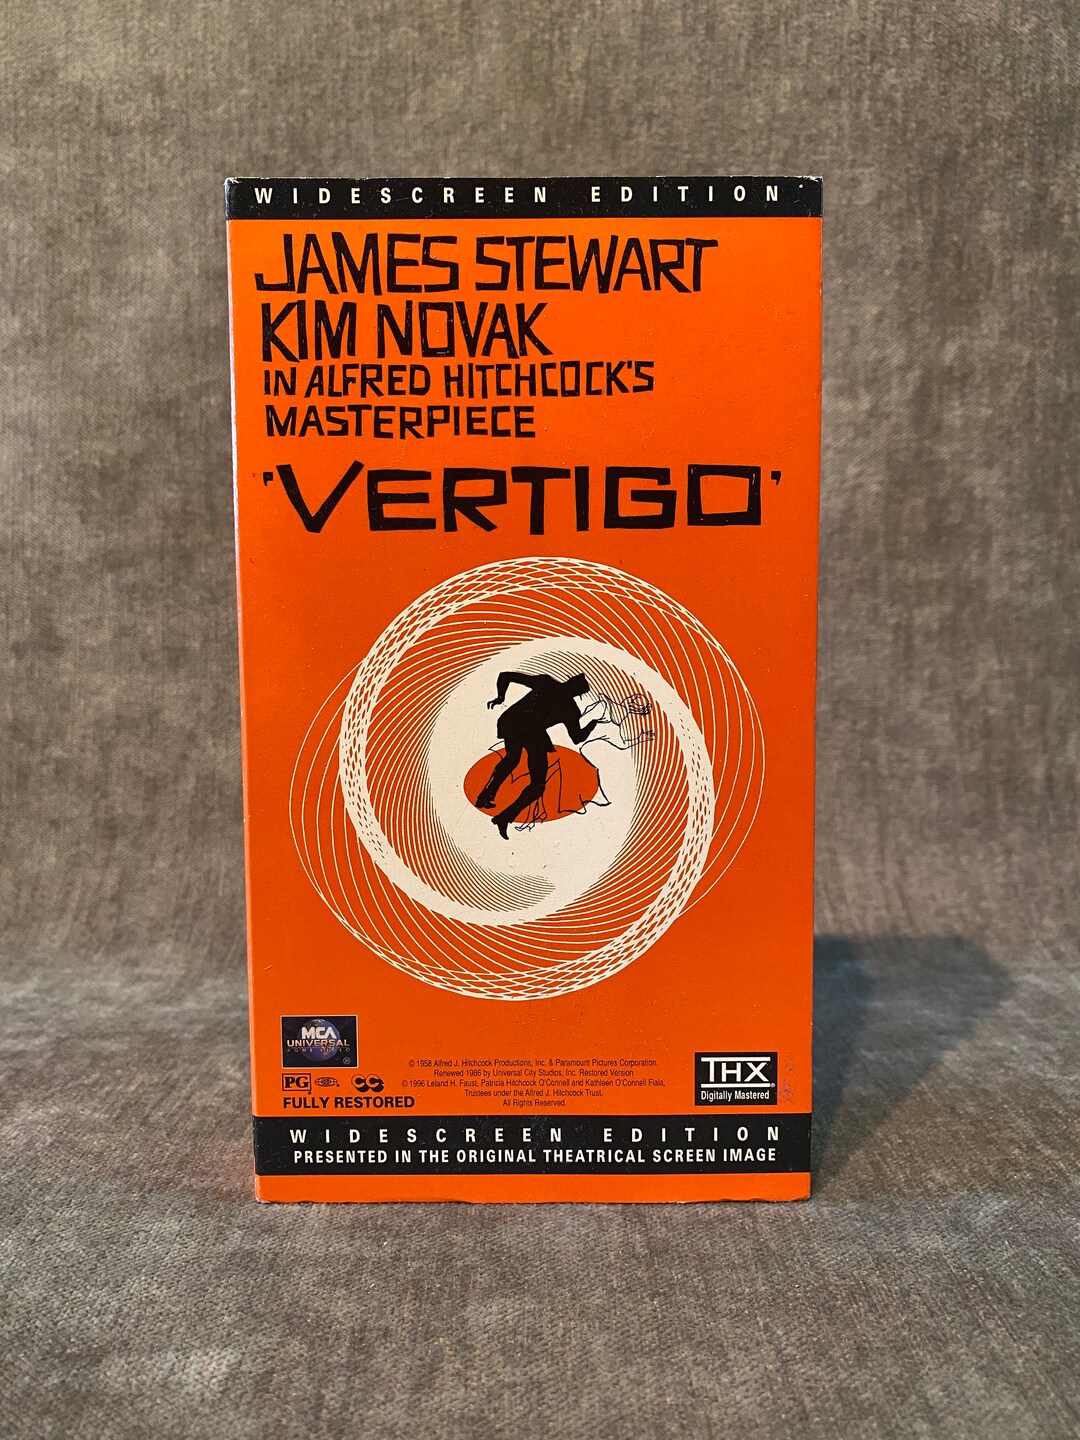 WIDESCREEN EDITION
JAMES STEWART
KIM NOVAK
IN ALFRED HITCHCOCK'S
MASTERPIECE
'VERTIGO'
MCA
UNIVERSAL
HOME VIDEO
®
PG
CC
FULLY RESTORED
© 1958 Alfred J. Hitchcock Productions, Inc. & Paramount Pictures Corporation.
Renewed 1986 by Universal City Studios, Inc. Restored Version
© 1996 Leland H. Faust, Patricia Hitchcock O'Connell and Kathleen O'Connell Fiala,
Trustees under the Alfred J. Hitchcock Trust.
All Rights Reserved.
THX®
Digitally Mastered
WIDESCREEN EDITION
PRESENTED IN THE ORIGINAL THEATRICAL SCREEN IMAGE